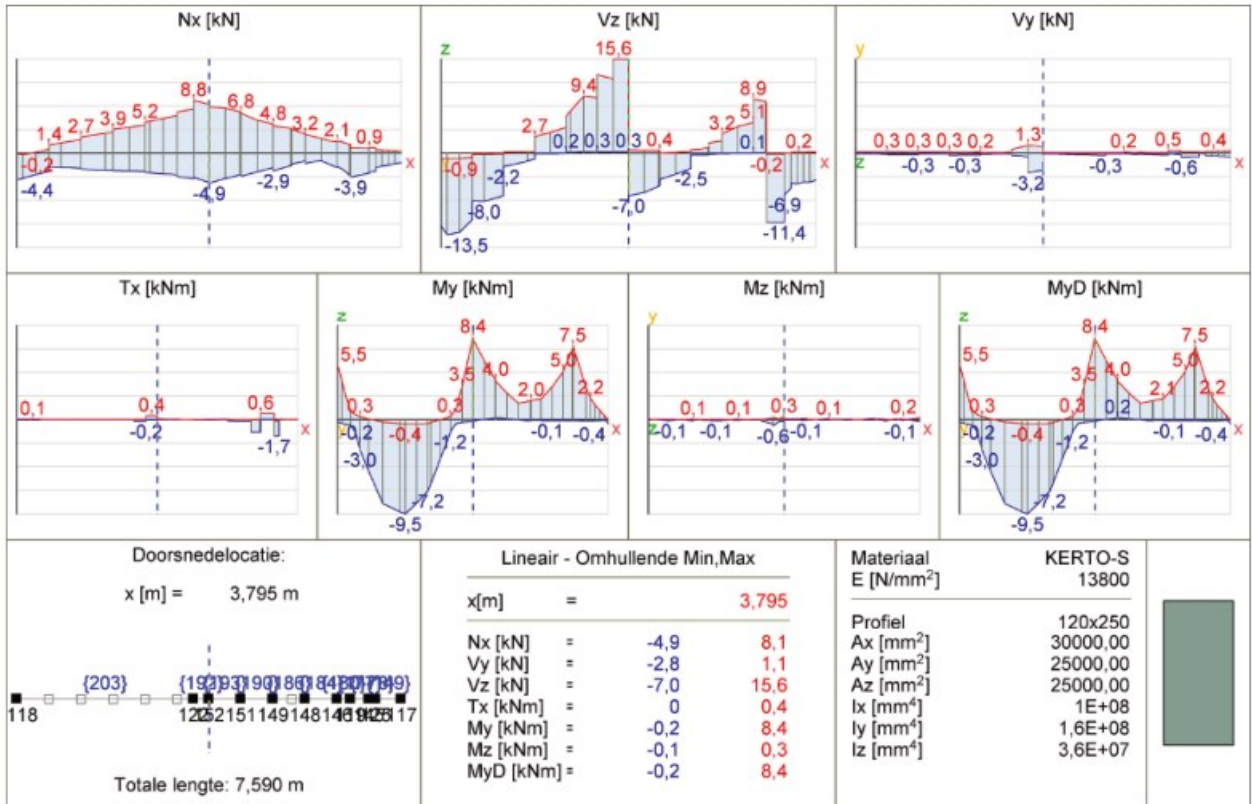 Nx [kN]
8,8
6,8
5,2
4,8
3,9
3,2
2,7
2,1
1,4
0,9
-0,2
x
-4,4
-4,9
-2,9
-3,9
Vz [kN]
z
15,6
9,4
8,9
5,1
2,7
3,2
0,2 0,3 0,3
0,4
0,1
0,2
-0,9
-0,2
x
-2,2
-2,5
-8,0
-7,0
-6,9
-11,4
-13,5
Vy [kN]
y
0,3 0,3 0,3 0,2
1,3
0,2
0,5
0,4
z
x
-0,3
-0,3
-3,2
-0,3
-0,6
Tx [kNm]
0,1
0,4
0,6
x
-0,2
-1,7
My [kNm]
z
8,4
7,5
5,5
3,5
4,0
5,0
0,3
0,3
2,0
2,2
y
-0,2
-0,4
-1,2
-0,1
-0,4
x
-3,0
-7,2
-9,5
Mz [kNm]
y
0,1
0,1
0,3
0,1
0,2
z
x
-0,1
-0,1
-0,6
-0,1
-0,1
MyD [kNm]
z
8,4
7,5
5,5
3,5
4,0
5,0
0,3
0,3
0,2
2,1
2,2
-0,2
-0,4
-1,2
-0,1
-0,4
x
-3,0
-7,2
-9,5
Doorsnedelocatie:
x [m] = 3,795 m
{203}
118
151
149
148
117
Totale lengte: 7,590 m
Lineair - Omhullende Min,Max
x[m] = 3,795
Nx [kN] = -4,9 8,1
Vy [kN] = -2,8 1,1
Vz [kN] = -7,0 15,6
Tx [kNm] = 0 0,4
My [kNm] = -0,2 8,4
Mz [kNm] = -0,1 0,3
MyD [kNm] = -0,2 8,4
Materiaal KERTO-S
E [N/mm²] 13800
Profiel 120x250
Ax [mm²] 30000,00
Ay [mm²] 25000,00
Az [mm²] 25000,00
Ix [mm⁴] 1E+08
Iy [mm⁴] 1,6E+08
Iz [mm⁴] 3,6E+07